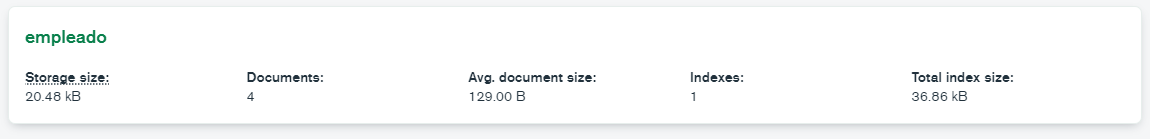 empleado
Storage size: Documents: Avg. document size: Indexes: Total index size:
20.48 kB 4 129.00 B 1 36.86 kB